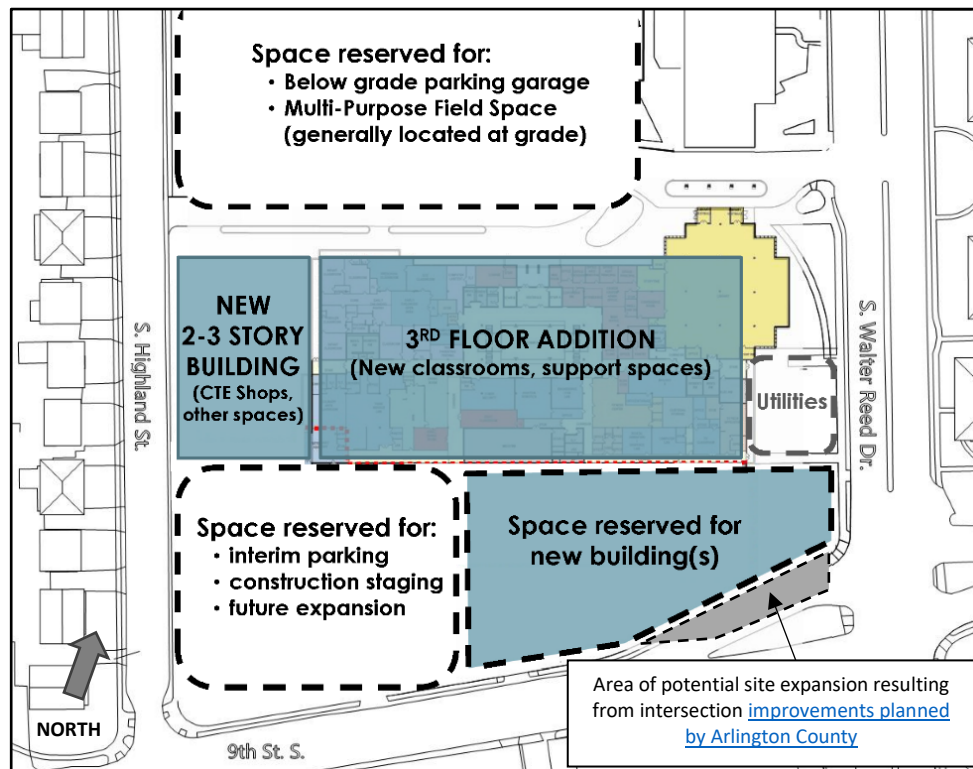 Space reserved for:
· Below grade parking garage
· Multi-Purpose Field Space
(generally located at grade)
NEW
2-3 STORY
BUILDING
(CTE Shops,
other spaces)
3RD FLOOR ADDITION
(New classrooms, support spaces)
Utilities
S. Highland St.
S. Walter Reed Dr.
Space reserved for:
· interim parking
· construction staging
· future expansion
Space reserved for
new building(s)
Area of potential site expansion resulting
from intersection improvements planned
by Arlington County
NORTH
9th St. S.